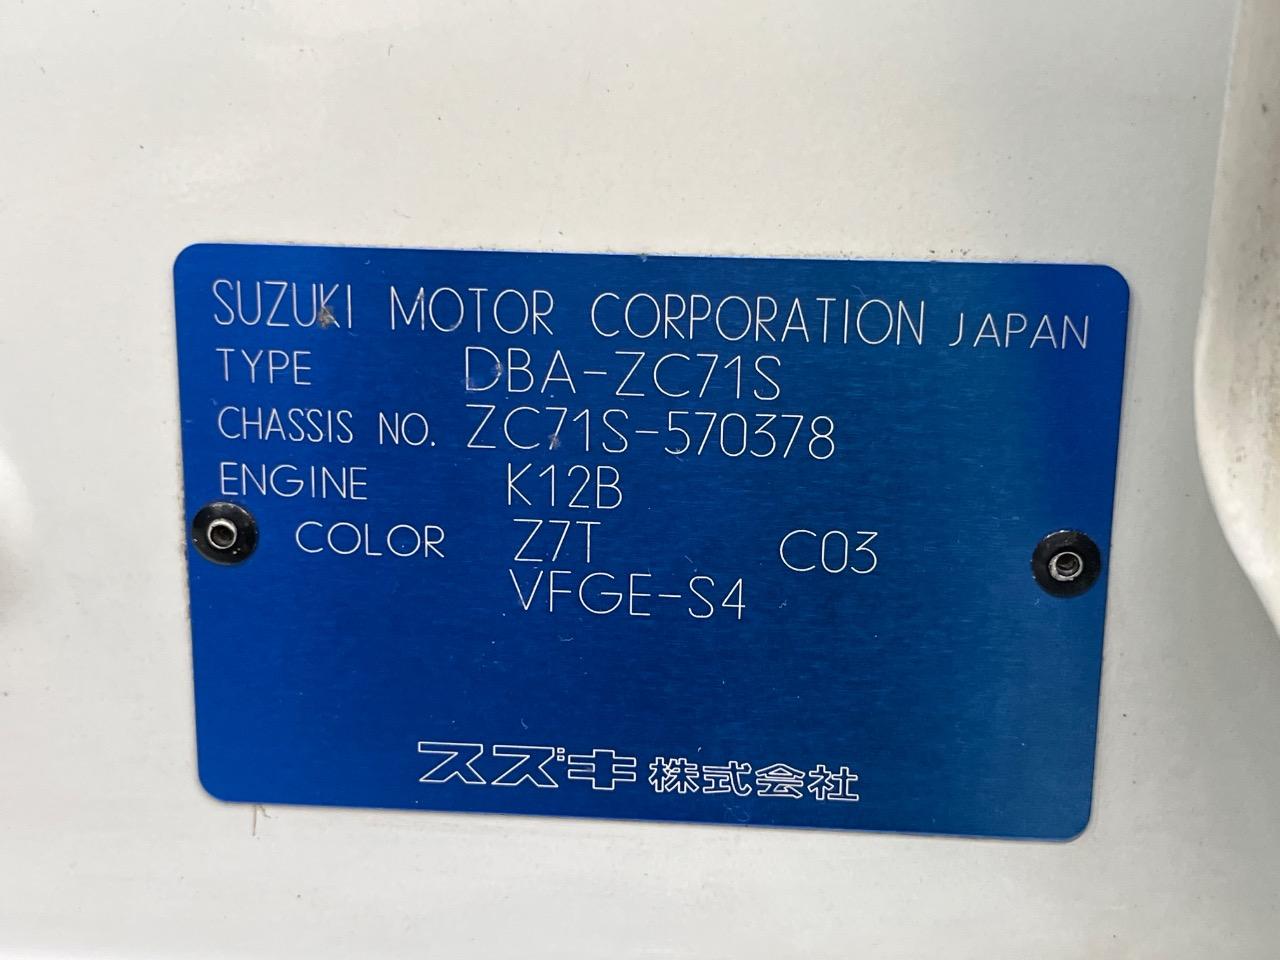 SUZUKI MOTOR CORPORATION JAPAN
TYPE DBA-ZC71S
CHASSIS NO. ZC71S-570378
ENGINE K12B
COLOR Z7T C03
VFGE-S4
スズキ株式会社